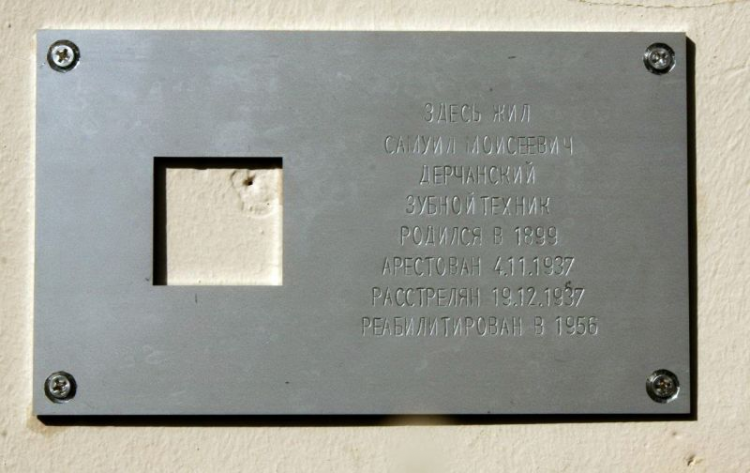 ЗДЕСЬ ЖИЛ
САМУИЛ МОИСЕЕВИЧ
ДЕРЧАНСКИЙ
ЗУБНОЙ ТЕХНИК
РОДИЛСЯ В 1899
АРЕСТОВАН 4.11.1937
РАССТРЕЛЯН 19.12.1937
РЕАБИЛИТИРОВАН В 1956